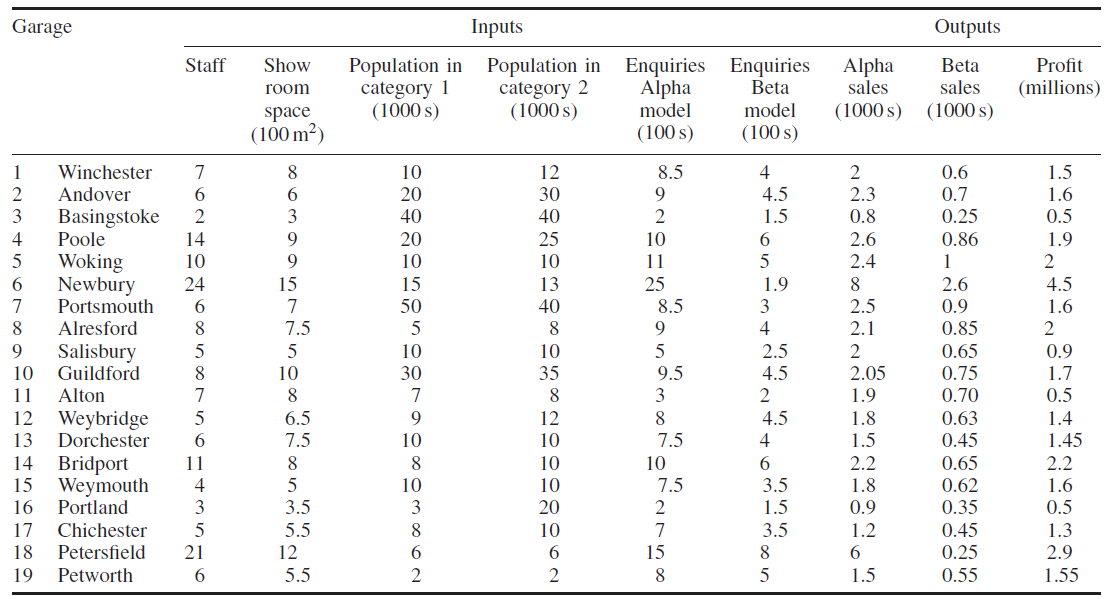 Garage Inputs Outputs
Staff Show Population in Population in Enquiries Enquiries Alpha Beta Profit
room category 1 category 2 Alpha Beta sales sales (millions)
space (1000 s) (1000 s) model model (1000 s) (1000 s)
(100 m²) (100 s) (100 s)
1 Winchester 7 8 10 12 8.5 4 2 0.6 1.5
2 Andover 6 6 20 30 9 4.5 2.3 0.7 1.6
3 Basingstoke 2 3 40 40 2 1.5 0.8 0.25 0.5
4 Poole 14 9 20 25 10 6 2.6 0.86 1.9
5 Woking 10 9 10 10 11 5 2.4 1 2
6 Newbury 24 15 15 13 25 1.9 8 2.6 4.5
7 Portsmouth 6 7 50 40 8.5 3 2.5 0.9 1.6
8 Alresford 8 7.5 5 8 9 4 2.1 0.85 2
9 Salisbury 5 5 10 10 5 2.5 2 0.65 0.9
10 Guildford 8 10 30 35 9.5 4.5 2.05 0.75 1.7
11 Alton 7 8 7 8 3 2 1.9 0.70 0.5
12 Weybridge 5 6.5 9 12 8 4.5 1.8 0.63 1.4
13 Dorchester 6 7.5 10 10 7.5 4 1.5 0.45 1.45
14 Bridport 11 8 8 10 10 6 2.2 0.65 2.2
15 Weymouth 4 5 10 10 7.5 3.5 1.8 0.62 1.6
16 Portland 3 3.5 3 20 2 1.5 0.9 0.35 0.5
17 Chichester 5 5.5 8 10 7 3.5 1.2 0.45 1.3
18 Petersfield 21 12 6 6 15 8 6 0.25 2.9
19 Petworth 6 5.5 2 2 8 5 1.5 0.55 1.55